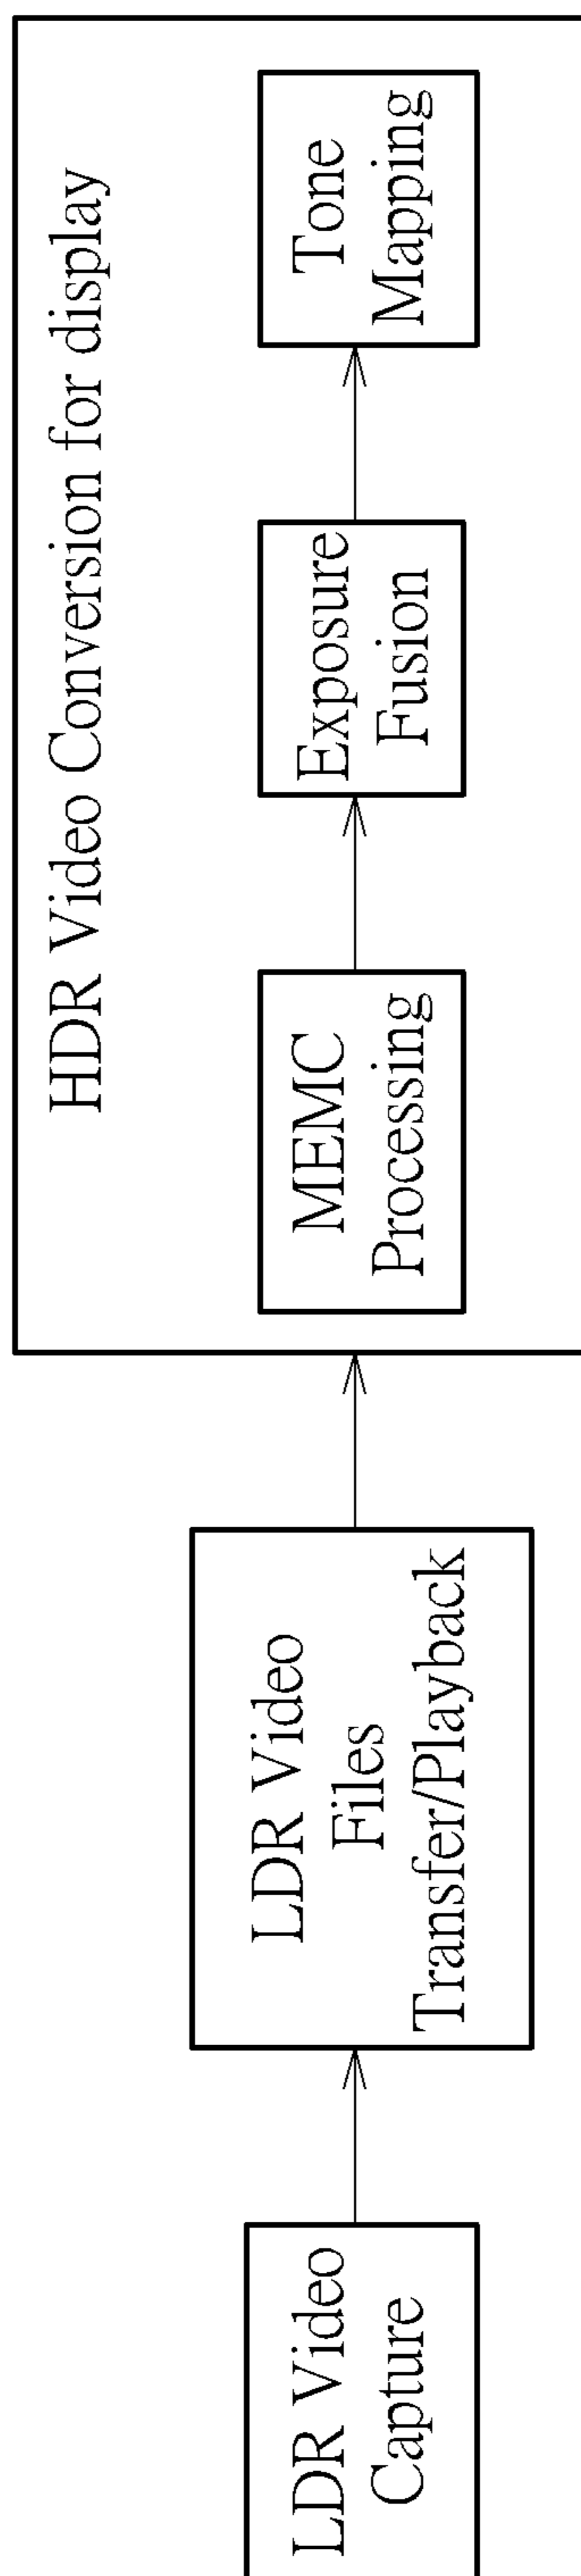 LDR Video
Capture
LDR Video
Files
Transfer/Playback
HDR Video Conversion for display
MEMC
Processing
Exposure
Fusion
Tone
Mapping